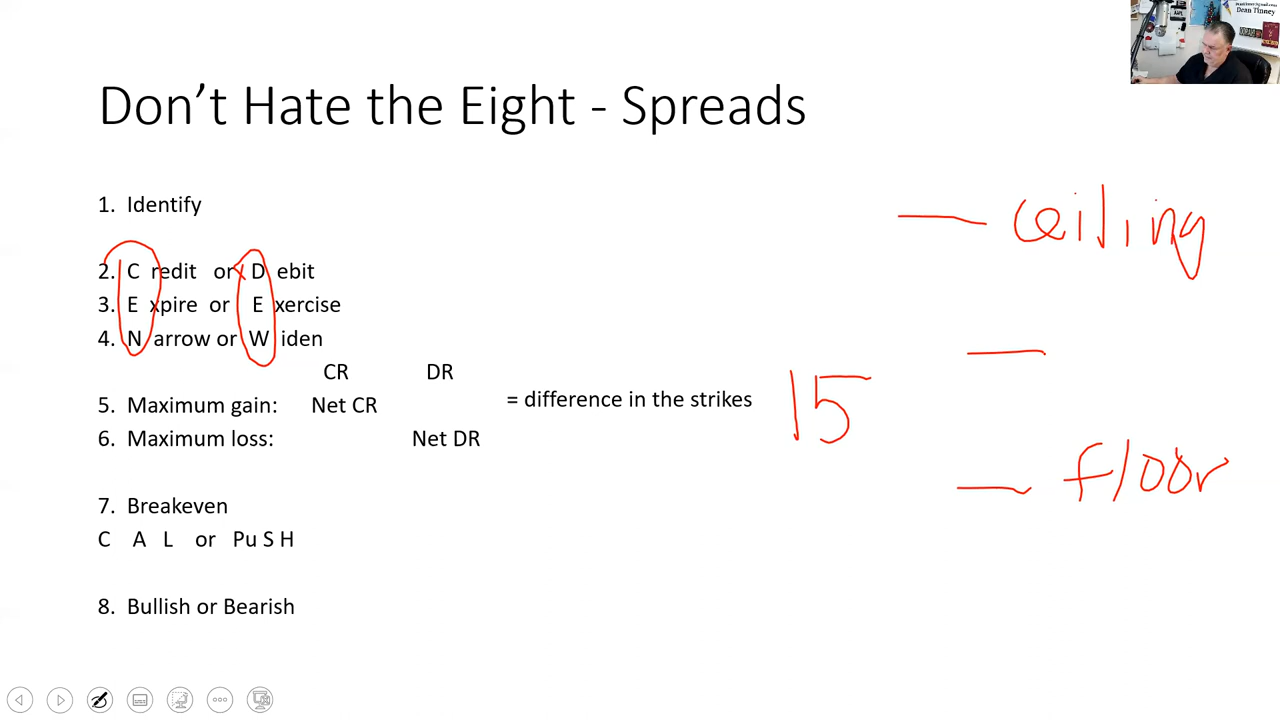 Dean Tinney
Don't Hate the Eight - Spreads
1. Identify
2. C redit or D ebit
3. E xpire or E xercise
4. N arrow or W iden
CR DR
5. Maximum gain: Net CR
= difference in the strikes
6. Maximum loss: Net DR
7. Breakeven
C A L or Pu S H
8. Bullish or Bearish
ceiling
15
floor